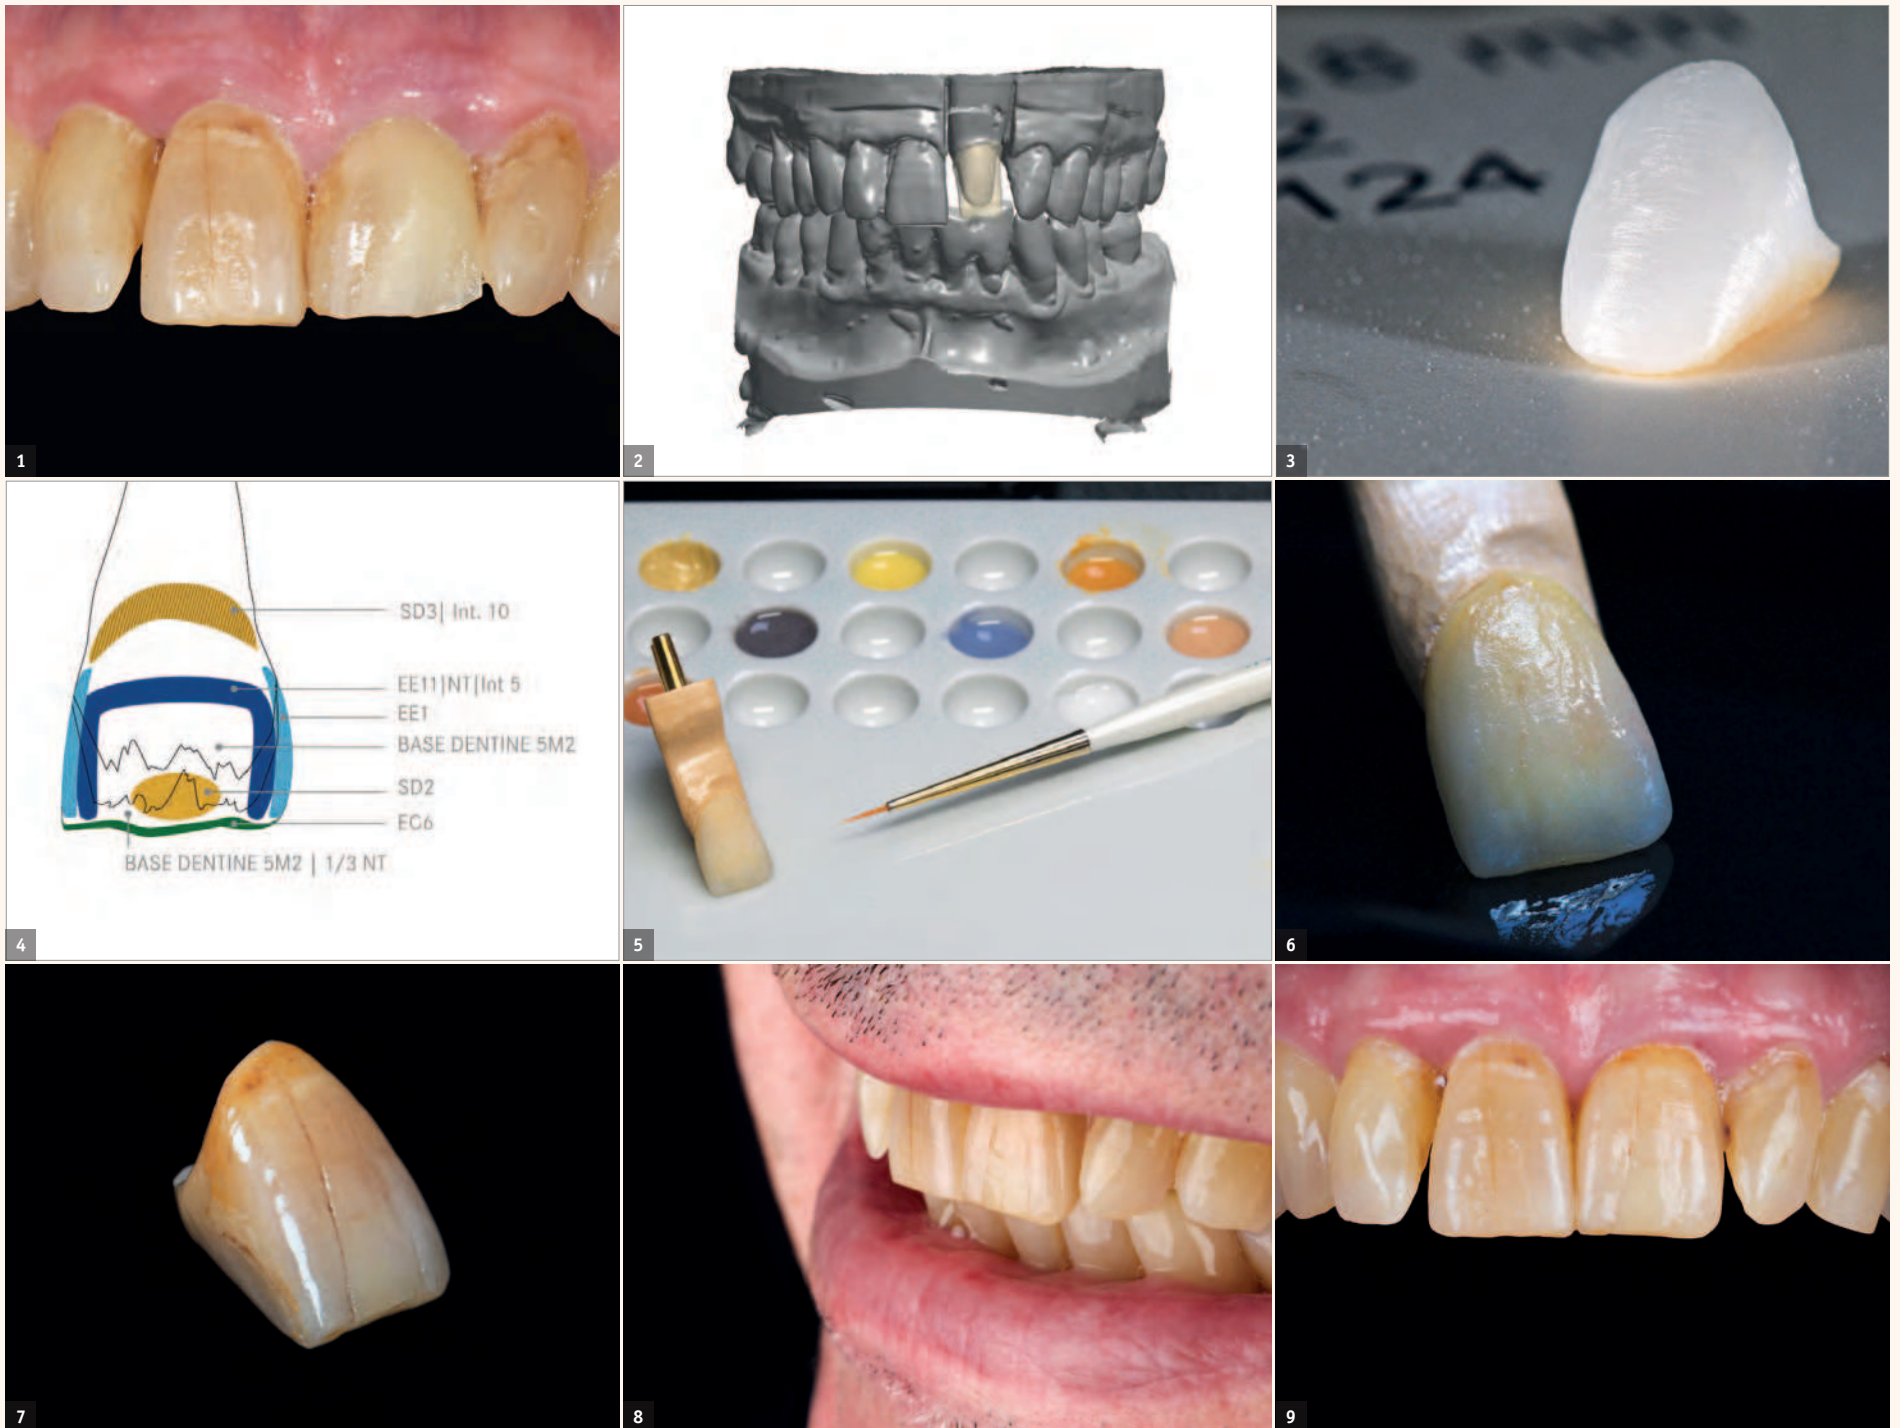 1
2
3
12A
SD3| Int. 10
EE11|NT|Int 5
EE1
BASE DENTINE 5M2
SD2
EC6
BASE DENTINE 5M2 | 1/3 NT
4
5
6
7
8
9